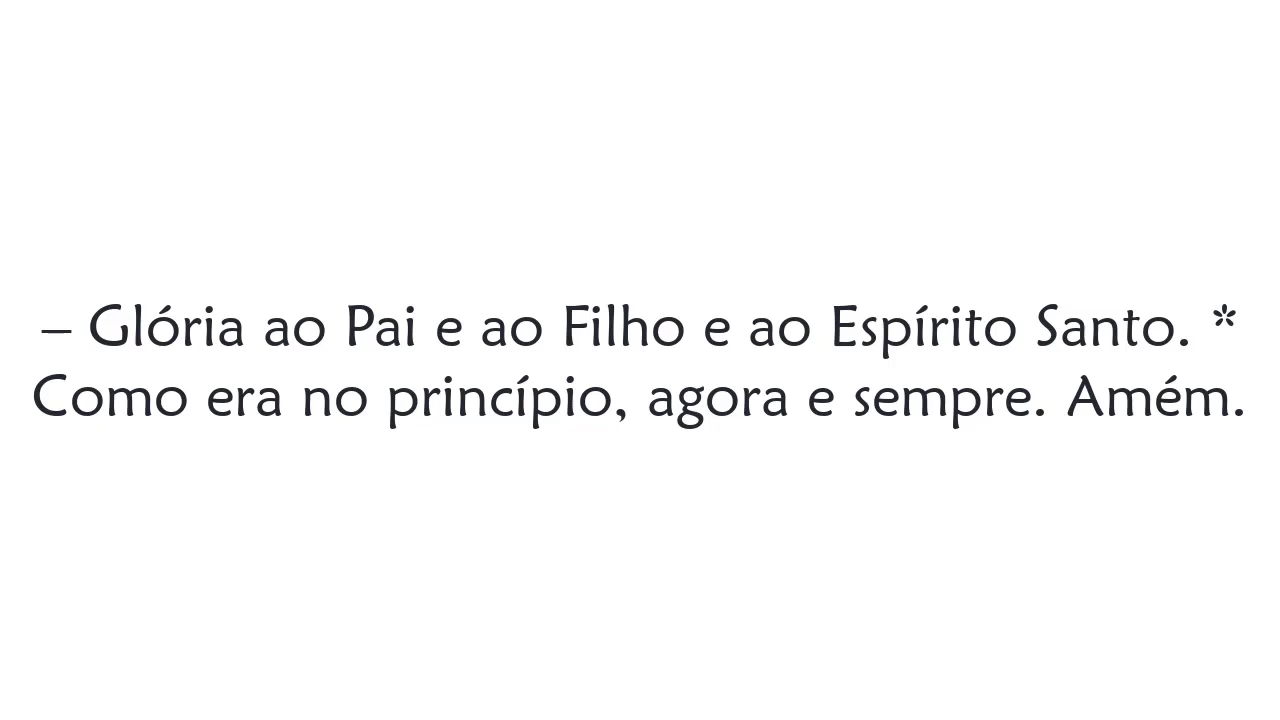 – Glória ao Pai e ao Filho e ao Espírito Santo. *
Como era no princípio, agora e sempre. Amém.